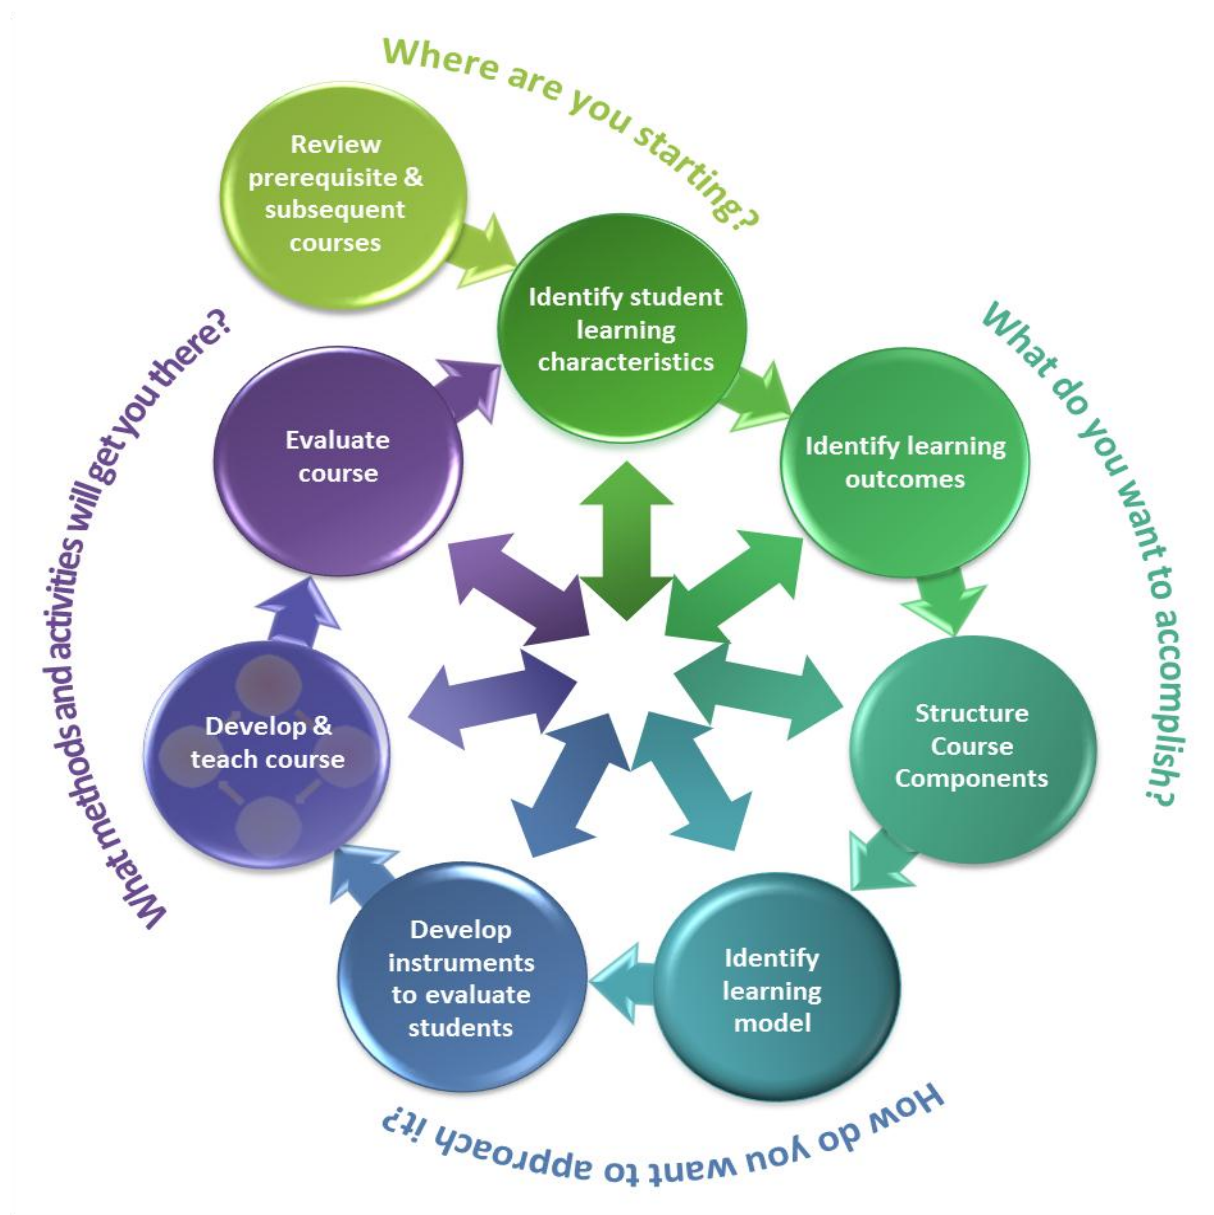 Where are you starting?
Review
prerequisite &
subsequent
courses
Identify student
learning
characteristics
What do you want to accomplish?
Identify learning
outcomes
Structure
Course
Components
How do you want to approach it?
Identify
learning
model
Develop
instruments
to evaluate
students
What methods and activities will get you there?
Develop &
teach course
Evaluate
course